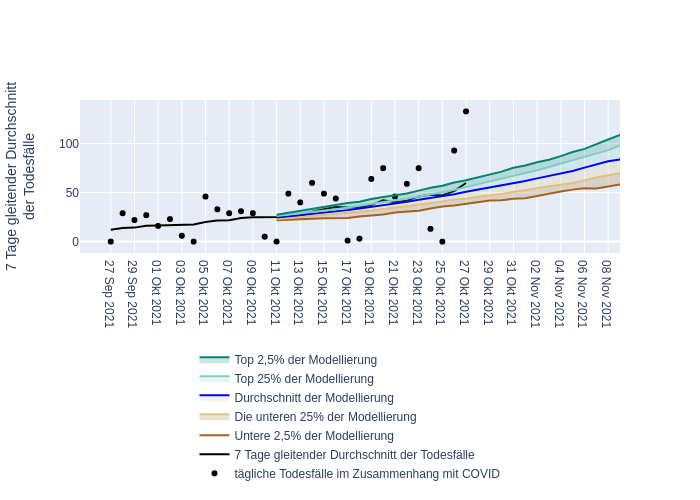 7 Tage gleitender Durchschnitt
der Todesfälle
100
50
0
27 Sep 2021
29 Sep 2021
01 Okt 2021
03 Okt 2021
05 Okt 2021
07 Okt 2021
09 Okt 2021
11 Okt 2021
13 Okt 2021
15 Okt 2021
17 Okt 2021
19 Okt 2021
21 Okt 2021
23 Okt 2021
25 Okt 2021
27 Okt 2021
29 Okt 2021
31 Okt 2021
02 Nov 2021
04 Nov 2021
06 Nov 2021
08 Nov 2021
Top 2,5% der Modellierung
Top 25% der Modellierung
Durchschnitt der Modellierung
Die unteren 25% der Modellierung
Untere 2,5% der Modellierung
7 Tage gleitender Durchschnitt der Todesfälle
tägliche Todesfälle im Zusammenhang mit COVID